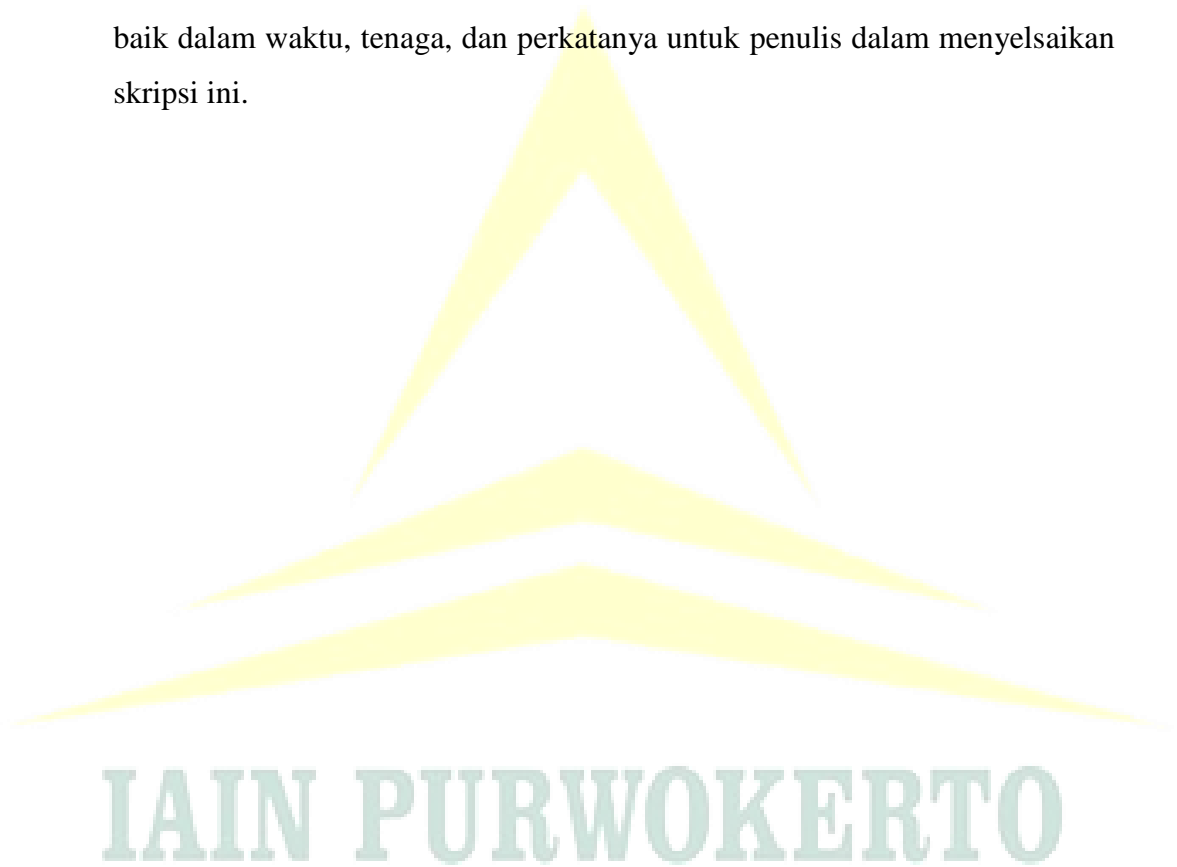 baik dalam waktu, tenaga, dan perkatanya untuk penulis dalam menyelsaikan
skripsi ini.
IAIN PURWOKERTO